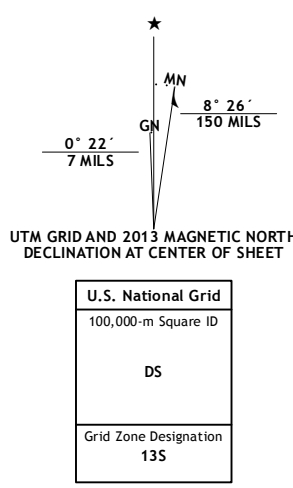 ★
MN
GN
0° 22´
7 MILS
8° 26´
150 MILS
UTM GRID AND 2013 MAGNETIC NORTH
DECLINATION AT CENTER OF SHEET
U.S. National Grid
100,000-m Square ID
DS
Grid Zone Designation
13S